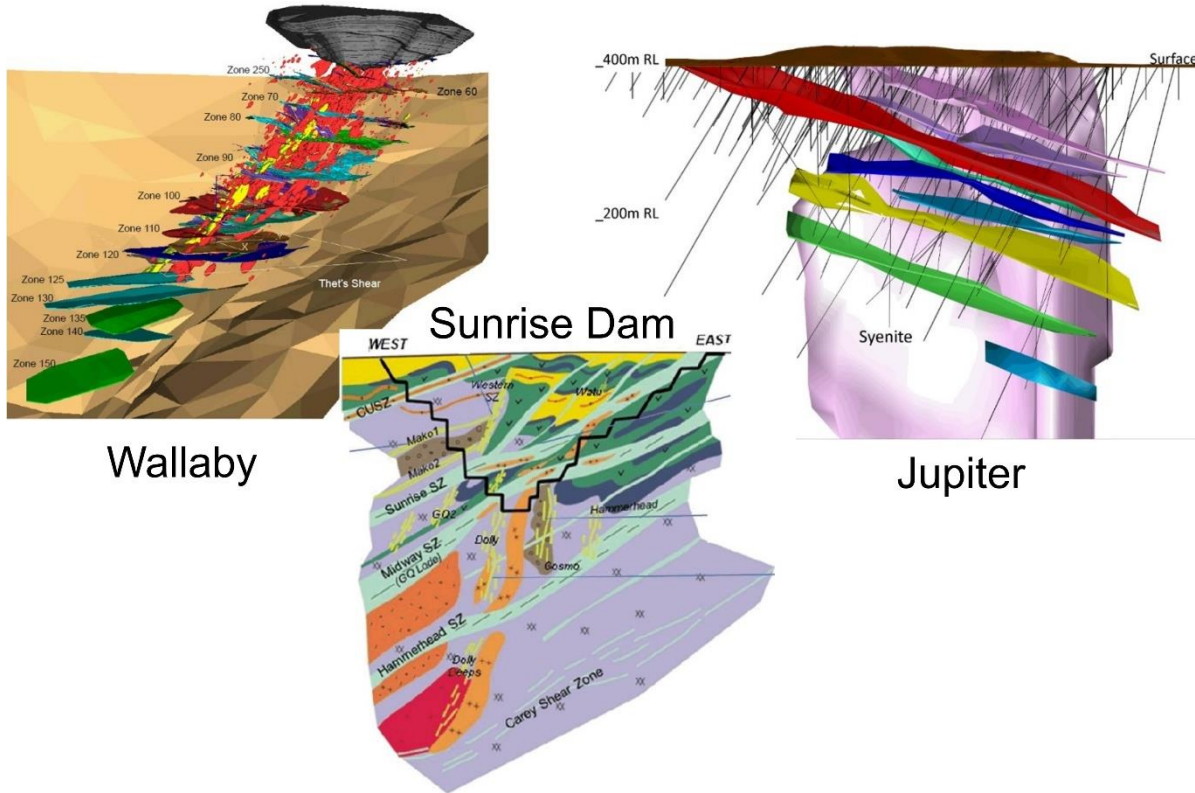 Zone 250
Zone 60
Zone 70
Zone 80
Zone 90
Zone 100
Zone 110
X
Zone 120
Zone 125
Zone 130
Zone 135
Zone 140
Zone 150
Thet's Shear
Wallaby
Sunrise Dam
WEST
EAST
Western
SZ
Watu
CUSZ
Mako1
Mako2
Sunrise SZ
GQ2
Hammerhead
Dolly
Midway SZ
(GQ Lode)
Cosmo
Hammerhead SZ
Dolly
Deeps
Carey Shear Zone
_400m RL
Surface
_200m RL
Syenite
Jupiter